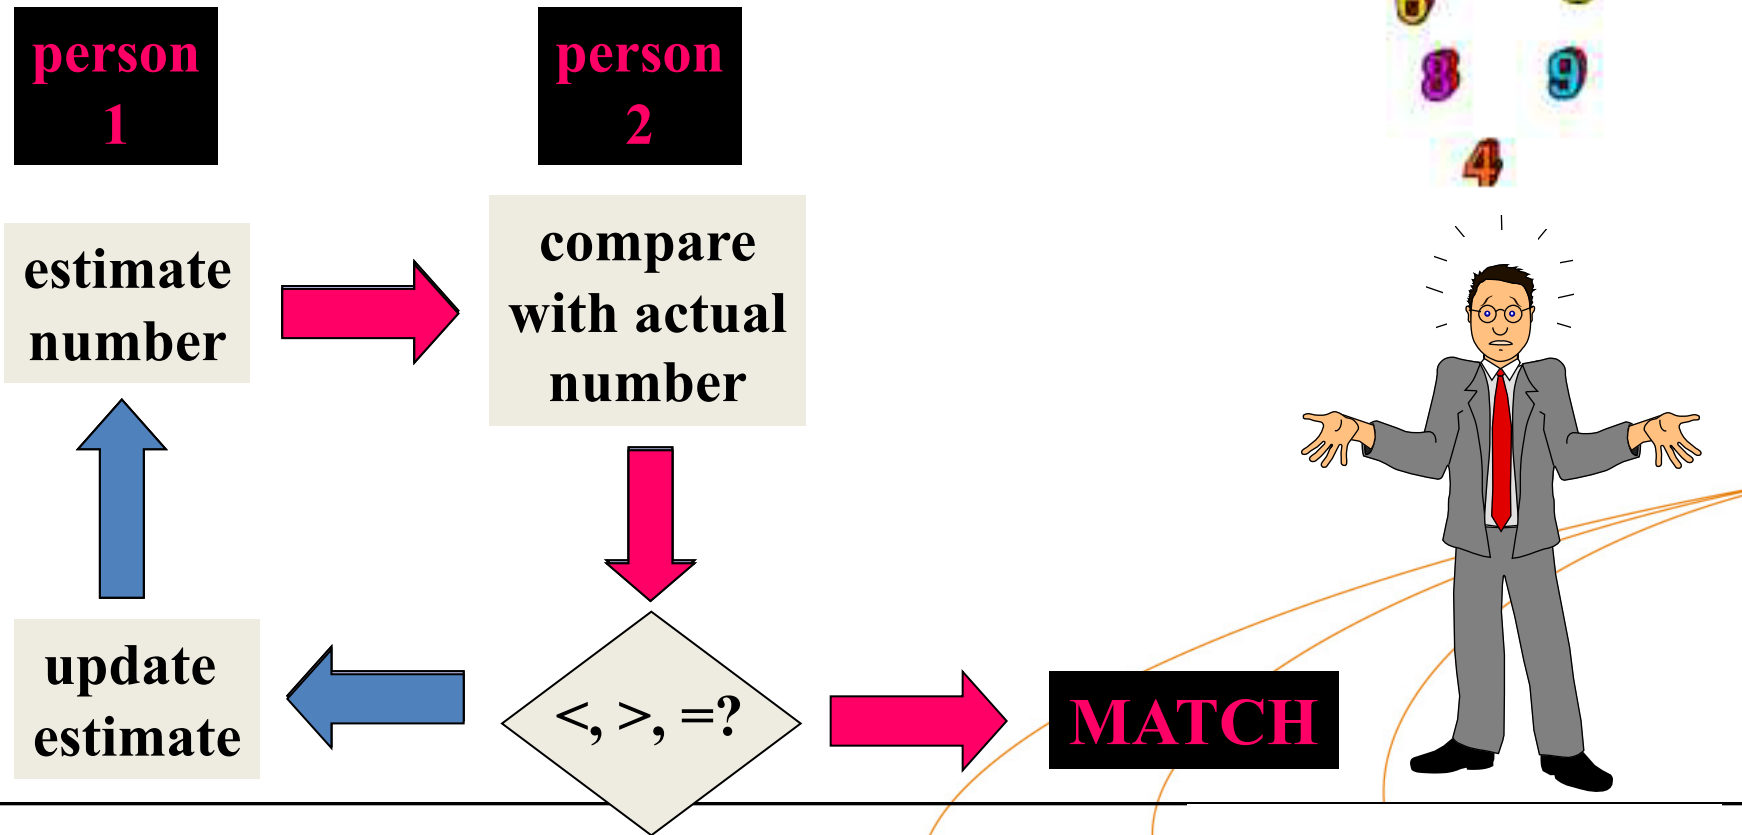 person
1
person
2
estimate
number
compare
with actual
number
update
estimate
<, >, =?
MATCH
8
9
4